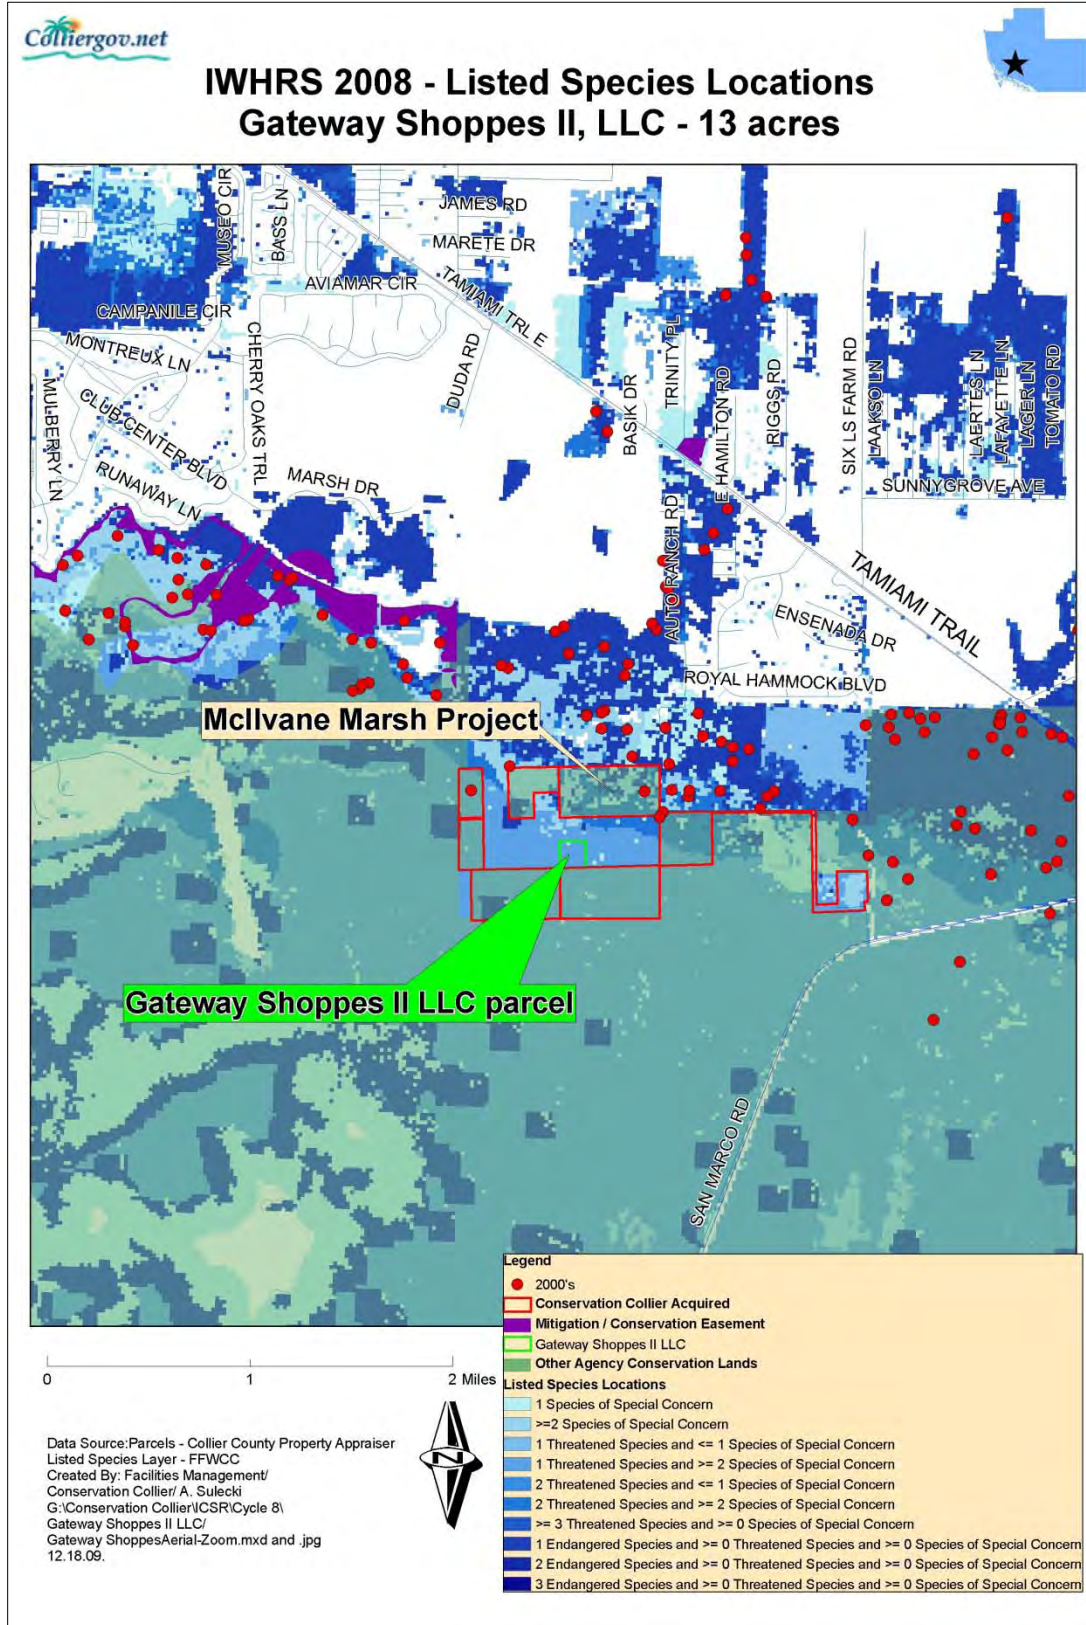 Colliergov.net
IWHRS 2008 - Listed Species Locations
Gateway Shoppes II, LLC - 13 acres
MUSEO CIR
BASS LN
JAMES RD
MARETE DR
AVIAMAR CIR
TAMIAMI TRL E
CAMPANILE CIR
MONTREUX LN
CHERRY OAKS TRL
DUDA RD
BASIK DR
TRINITY PL
E HAMILTON RD
RIGGS RD
SIX LS FARM RD
LAAKSO LN
LAERTES LN
LAFAYETTE LN
LAGER LN
TOMATO RD
MULBERRY LN
CLUB CENTER BLVD
RUNAWAY LN
MARSH DR
SUNNYGROVE AVE
AUTO RANCH RD
TAMIAMI TRAIL
ENSENADA DR
ROYAL HAMMOCK BLVD
McIlvane Marsh Project
Gateway Shoppes II LLC parcel
SAN MARCO RD
Legend
2000's
Conservation Collier Acquired
Mitigation / Conservation Easement
Gateway Shoppes II LLC
Other Agency Conservation Lands
Listed Species Locations
1 Species of Special Concern
>=2 Species of Special Concern
1 Threatened Species and <= 1 Species of Special Concern
1 Threatened Species and >= 2 Species of Special Concern
2 Threatened Species and <= 1 Species of Special Concern
2 Threatened Species and >= 2 Species of Special Concern
>= 3 Threatened Species and >= 0 Species of Special Concern
1 Endangered Species and >= 0 Threatened Species and >= 0 Species of Special Concern
2 Endangered Species and >= 0 Threatened Species and >= 0 Species of Special Concern
3 Endangered Species and >= 0 Threatened Species and >= 0 Species of Special Concern
0 1 2 Miles
N
Data Source:Parcels - Collier County Property Appraiser
Listed Species Layer - FFWCC
Created By: Facilities Management/
Conservation Collier/ A. Sulecki
G:\Conservation Collier\ICSR\Cycle 8\
Gateway Shoppes II LLC/
Gateway ShoppesAerial-Zoom.mxd and .jpg
12.18.09.